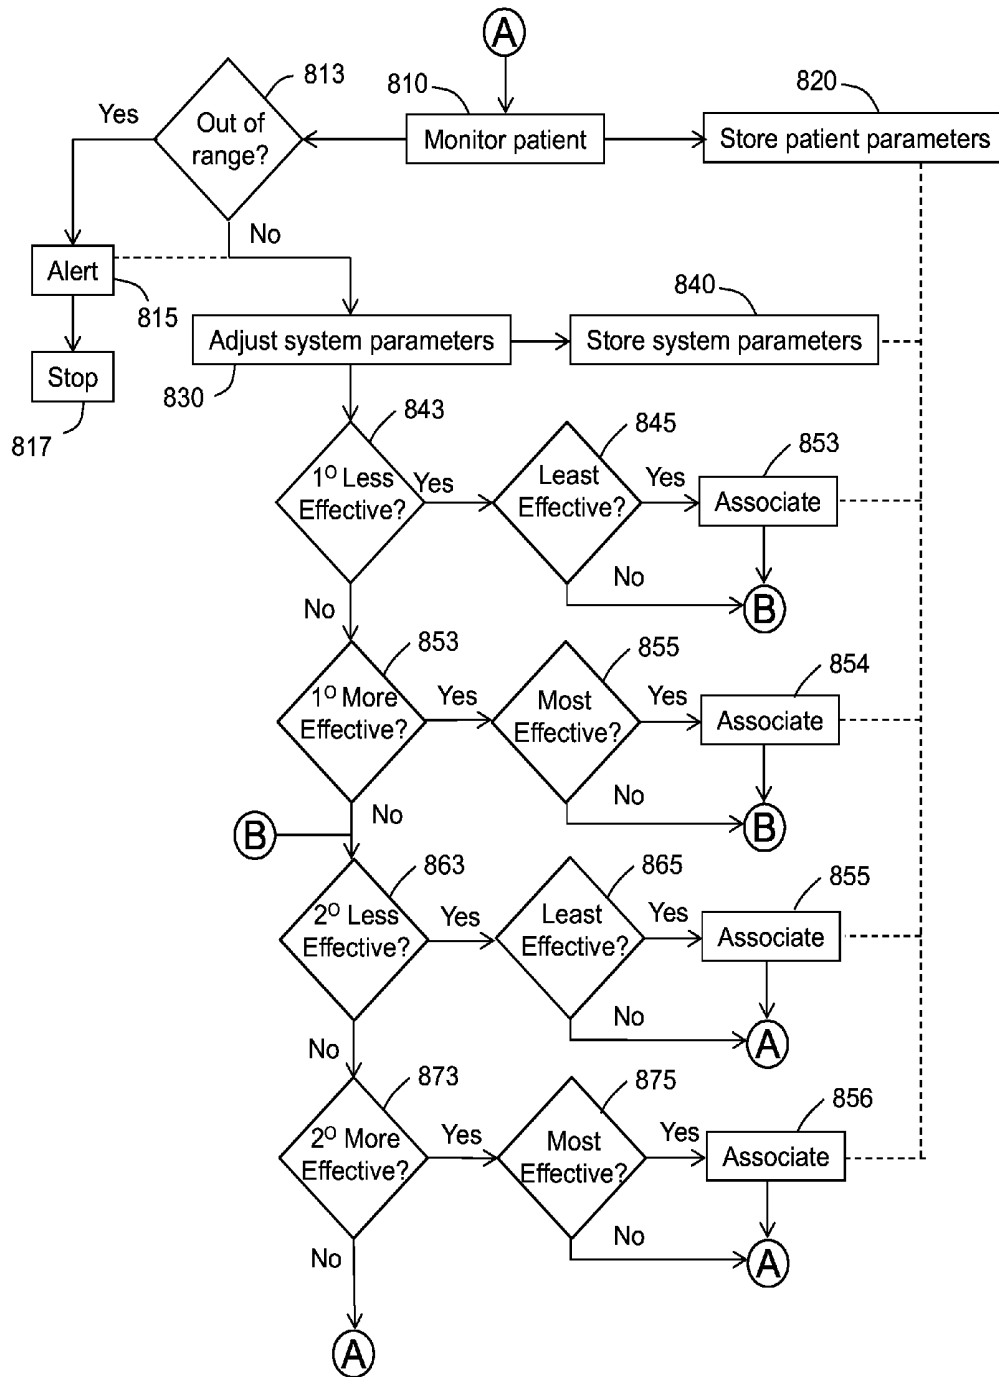 A
813
810
820
Yes
Out of
range?
Monitor patient
Store patient parameters
No
Alert
815
840
Adjust system parameters
Store system parameters
Stop
830
817
843
845
853
1º Less
Effective?
Yes
Least
Effective?
Yes
Associate
No
No
B
853
855
854
1º More
Effective?
Yes
Most
Effective?
Yes
Associate
No
No
B
B
863
865
855
2º Less
Effective?
Yes
Least
Effective?
Yes
Associate
No
No
A
873
875
856
2º More
Effective?
Yes
Most
Effective?
Yes
Associate
No
No
A
A